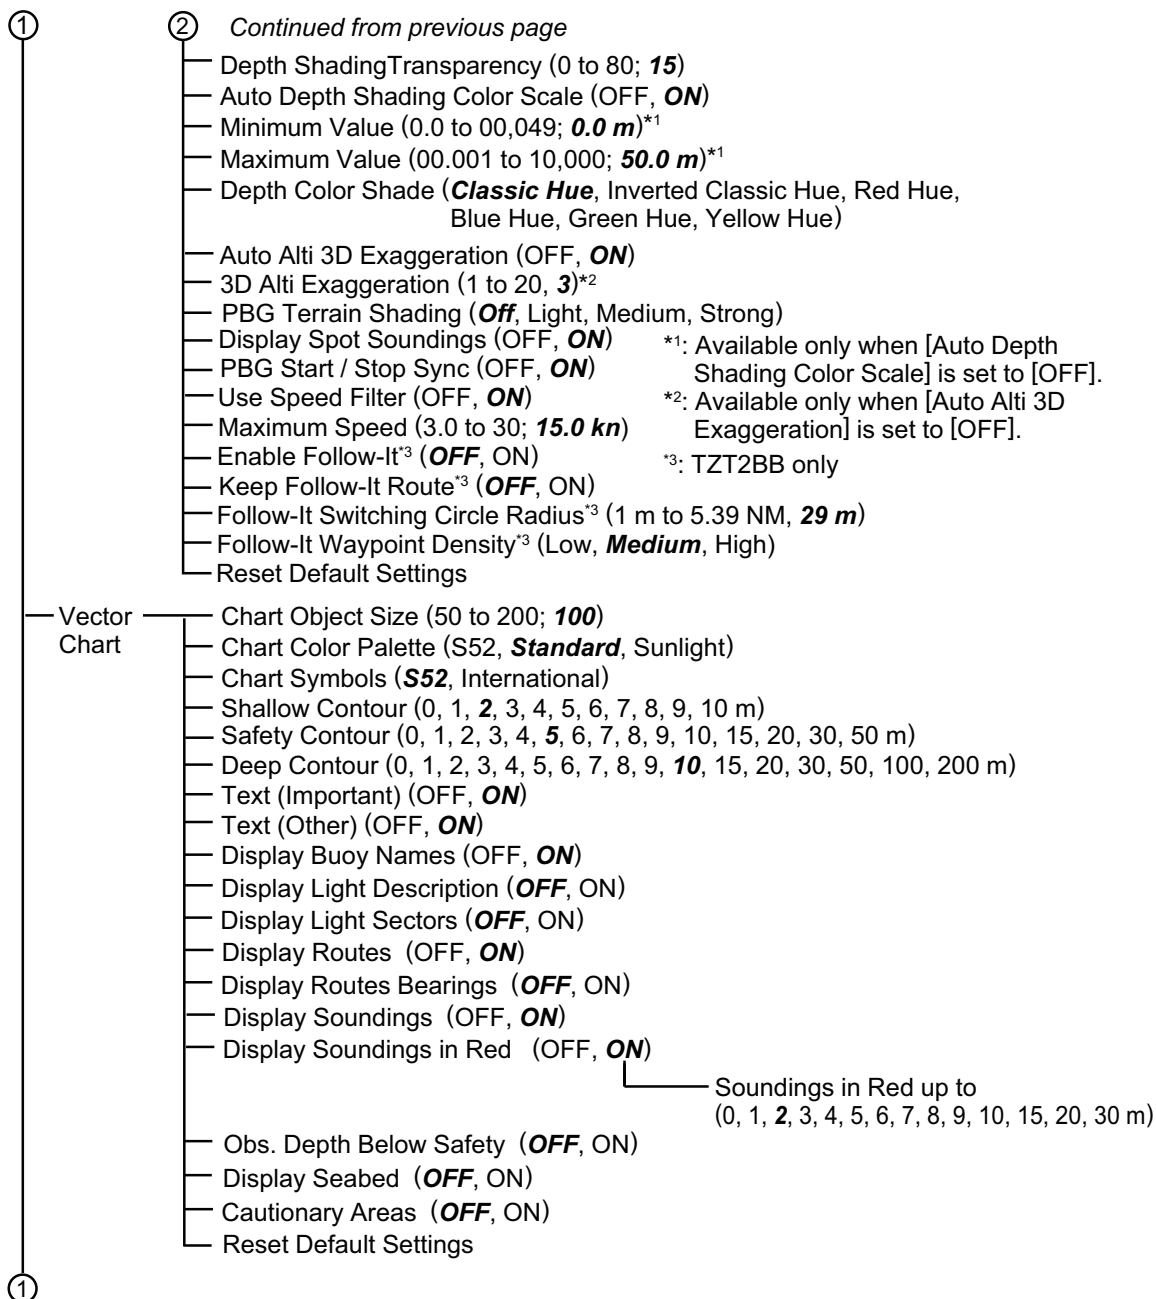 ① ② Continued from previous page
Depth ShadingTransparency (0 to 80; 15)
Auto Depth Shading Color Scale (OFF, ON)
Minimum Value (0.0 to 00,049; 0.0 m)*1
Maximum Value (00.001 to 10,000; 50.0 m)*1
Depth Color Shade (Classic Hue, Inverted Classic Hue, Red Hue,
Blue Hue, Green Hue, Yellow Hue)
Auto Alti 3D Exaggeration (OFF, ON)
3D Alti Exaggeration (1 to 20, 3)*2
PBG Terrain Shading (Off, Light, Medium, Strong)
Display Spot Soundings (OFF, ON)
PBG Start / Stop Sync (OFF, ON)
Use Speed Filter (OFF, ON)
Maximum Speed (3.0 to 30; 15.0 kn)
Enable Follow-It*3 (OFF, ON)
Keep Follow-It Route*3 (OFF, ON)
Follow-It Switching Circle Radius*3 (1 m to 5.39 NM, 29 m)
Follow-It Waypoint Density*3 (Low, Medium, High)
Reset Default Settings
*1: Available only when [Auto Depth
Shading Color Scale] is set to [OFF].
*2: Available only when [Auto Alti 3D
Exaggeration] is set to [OFF].
*3: TZT2BB only
Vector
Chart
Chart Object Size (50 to 200; 100)
Chart Color Palette (S52, Standard, Sunlight)
Chart Symbols (S52, International)
Shallow Contour (0, 1, 2, 3, 4, 5, 6, 7, 8, 9, 10 m)
Safety Contour (0, 1, 2, 3, 4, 5, 6, 7, 8, 9, 10, 15, 20, 30, 50 m)
Deep Contour (0, 1, 2, 3, 4, 5, 6, 7, 8, 9, 10, 15, 20, 30, 50, 100, 200 m)
Text (Important) (OFF, ON)
Text (Other) (OFF, ON)
Display Buoy Names (OFF, ON)
Display Light Description (OFF, ON)
Display Light Sectors (OFF, ON)
Display Routes (OFF, ON)
Display Routes Bearings (OFF, ON)
Display Soundings (OFF, ON)
Display Soundings in Red (OFF, ON)
Soundings in Red up to
(0, 1, 2, 3, 4, 5, 6, 7, 8, 9, 10, 15, 20, 30 m)
Obs. Depth Below Safety (OFF, ON)
Display Seabed (OFF, ON)
Cautionary Areas (OFF, ON)
Reset Default Settings
①